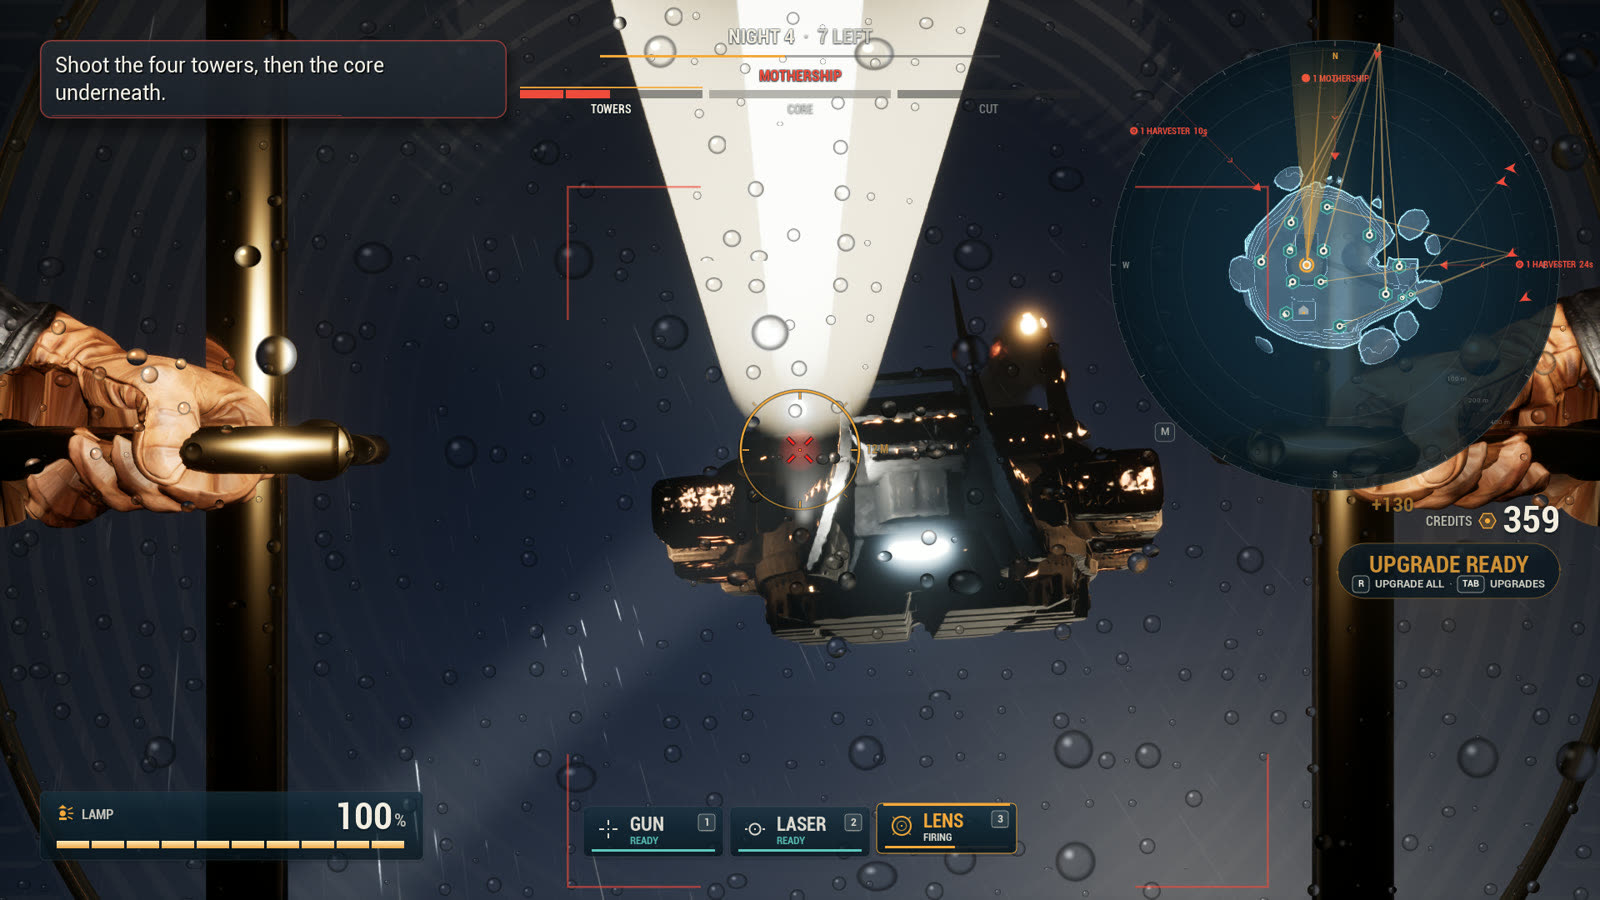 Shoot the four towers, then the core
underneath.
NIGHT 4 · 7 LEFT
MOTHERSHIP
TOWERS
CORE
CUT
N
1 MOTHERSHIP
1 HARVESTER 10s
W
1 HARVESTER 24s
100 m
200 m
S
M
+130
CREDITS 359
UPGRADE READY
R UPGRADE ALL · TAB UPGRADES
LAMP 100%
GUN 1
READY
LASER 2
READY
LENS 3
FIRING